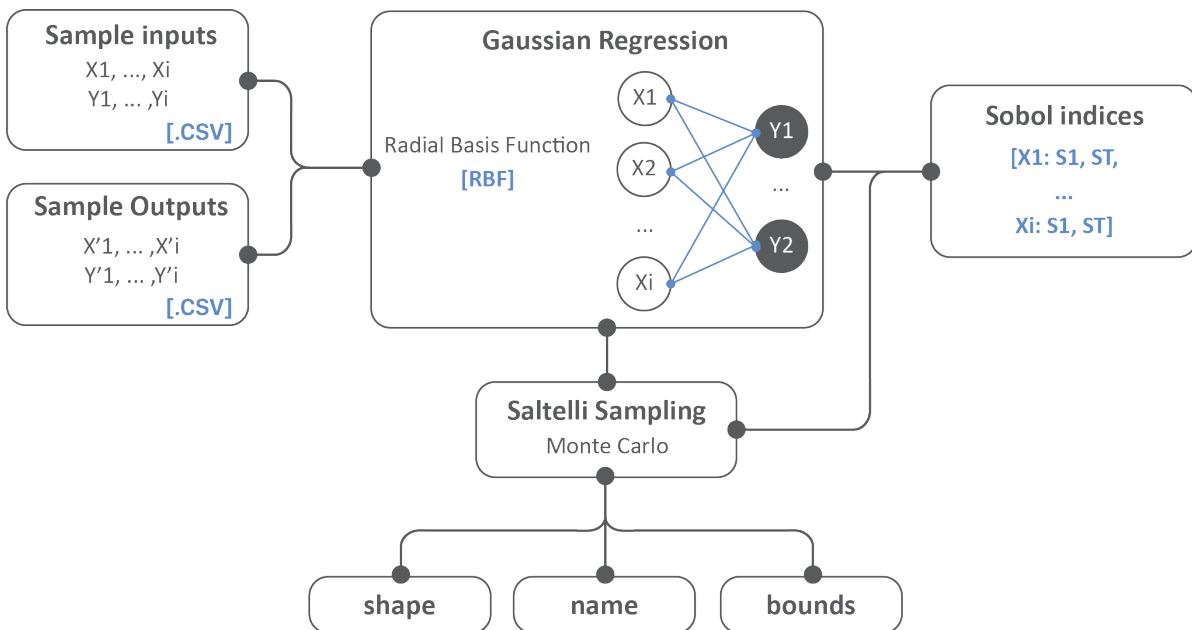 Sample inputs
X1, ..., Xi
Y1, ... ,Yi
[.CSV]
Sample Outputs
X'1, ... ,X'i
Y'1, ... ,Y'i
[.CSV]
Gaussian Regression
Radial Basis Function
[RBF]
X1
X2
...
Xi
Y1
...
Y2
Sobol indices
[X1: S1, ST,
...
Xi: S1, ST]
Saltelli Sampling
Monte Carlo
shape
name
bounds